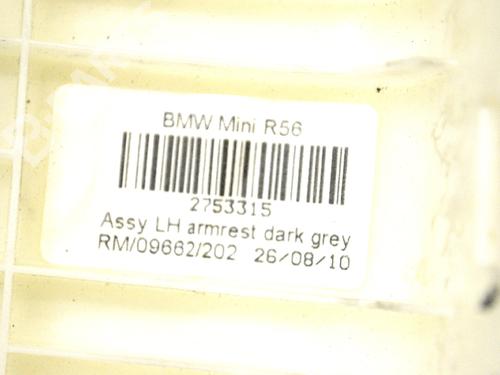 BMW Mini R56
2753315
Assy LH armrest dark grey
RM/09662/202 26/08/10